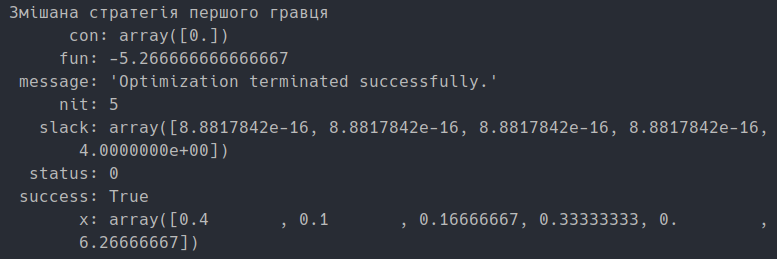 Змішана стратегія першого гравця
con: array([0.])
fun: -5.266666666666667
message: 'Optimization terminated successfully.'
nit: 5
slack: array([8.8817842e-16, 8.8817842e-16, 8.8817842e-16, 8.8817842e-16,
4.0000000e+00])
status: 0
success: True
x: array([0.4       , 0.1       , 0.16666667, 0.33333333, 0.        ,
6.26666667])